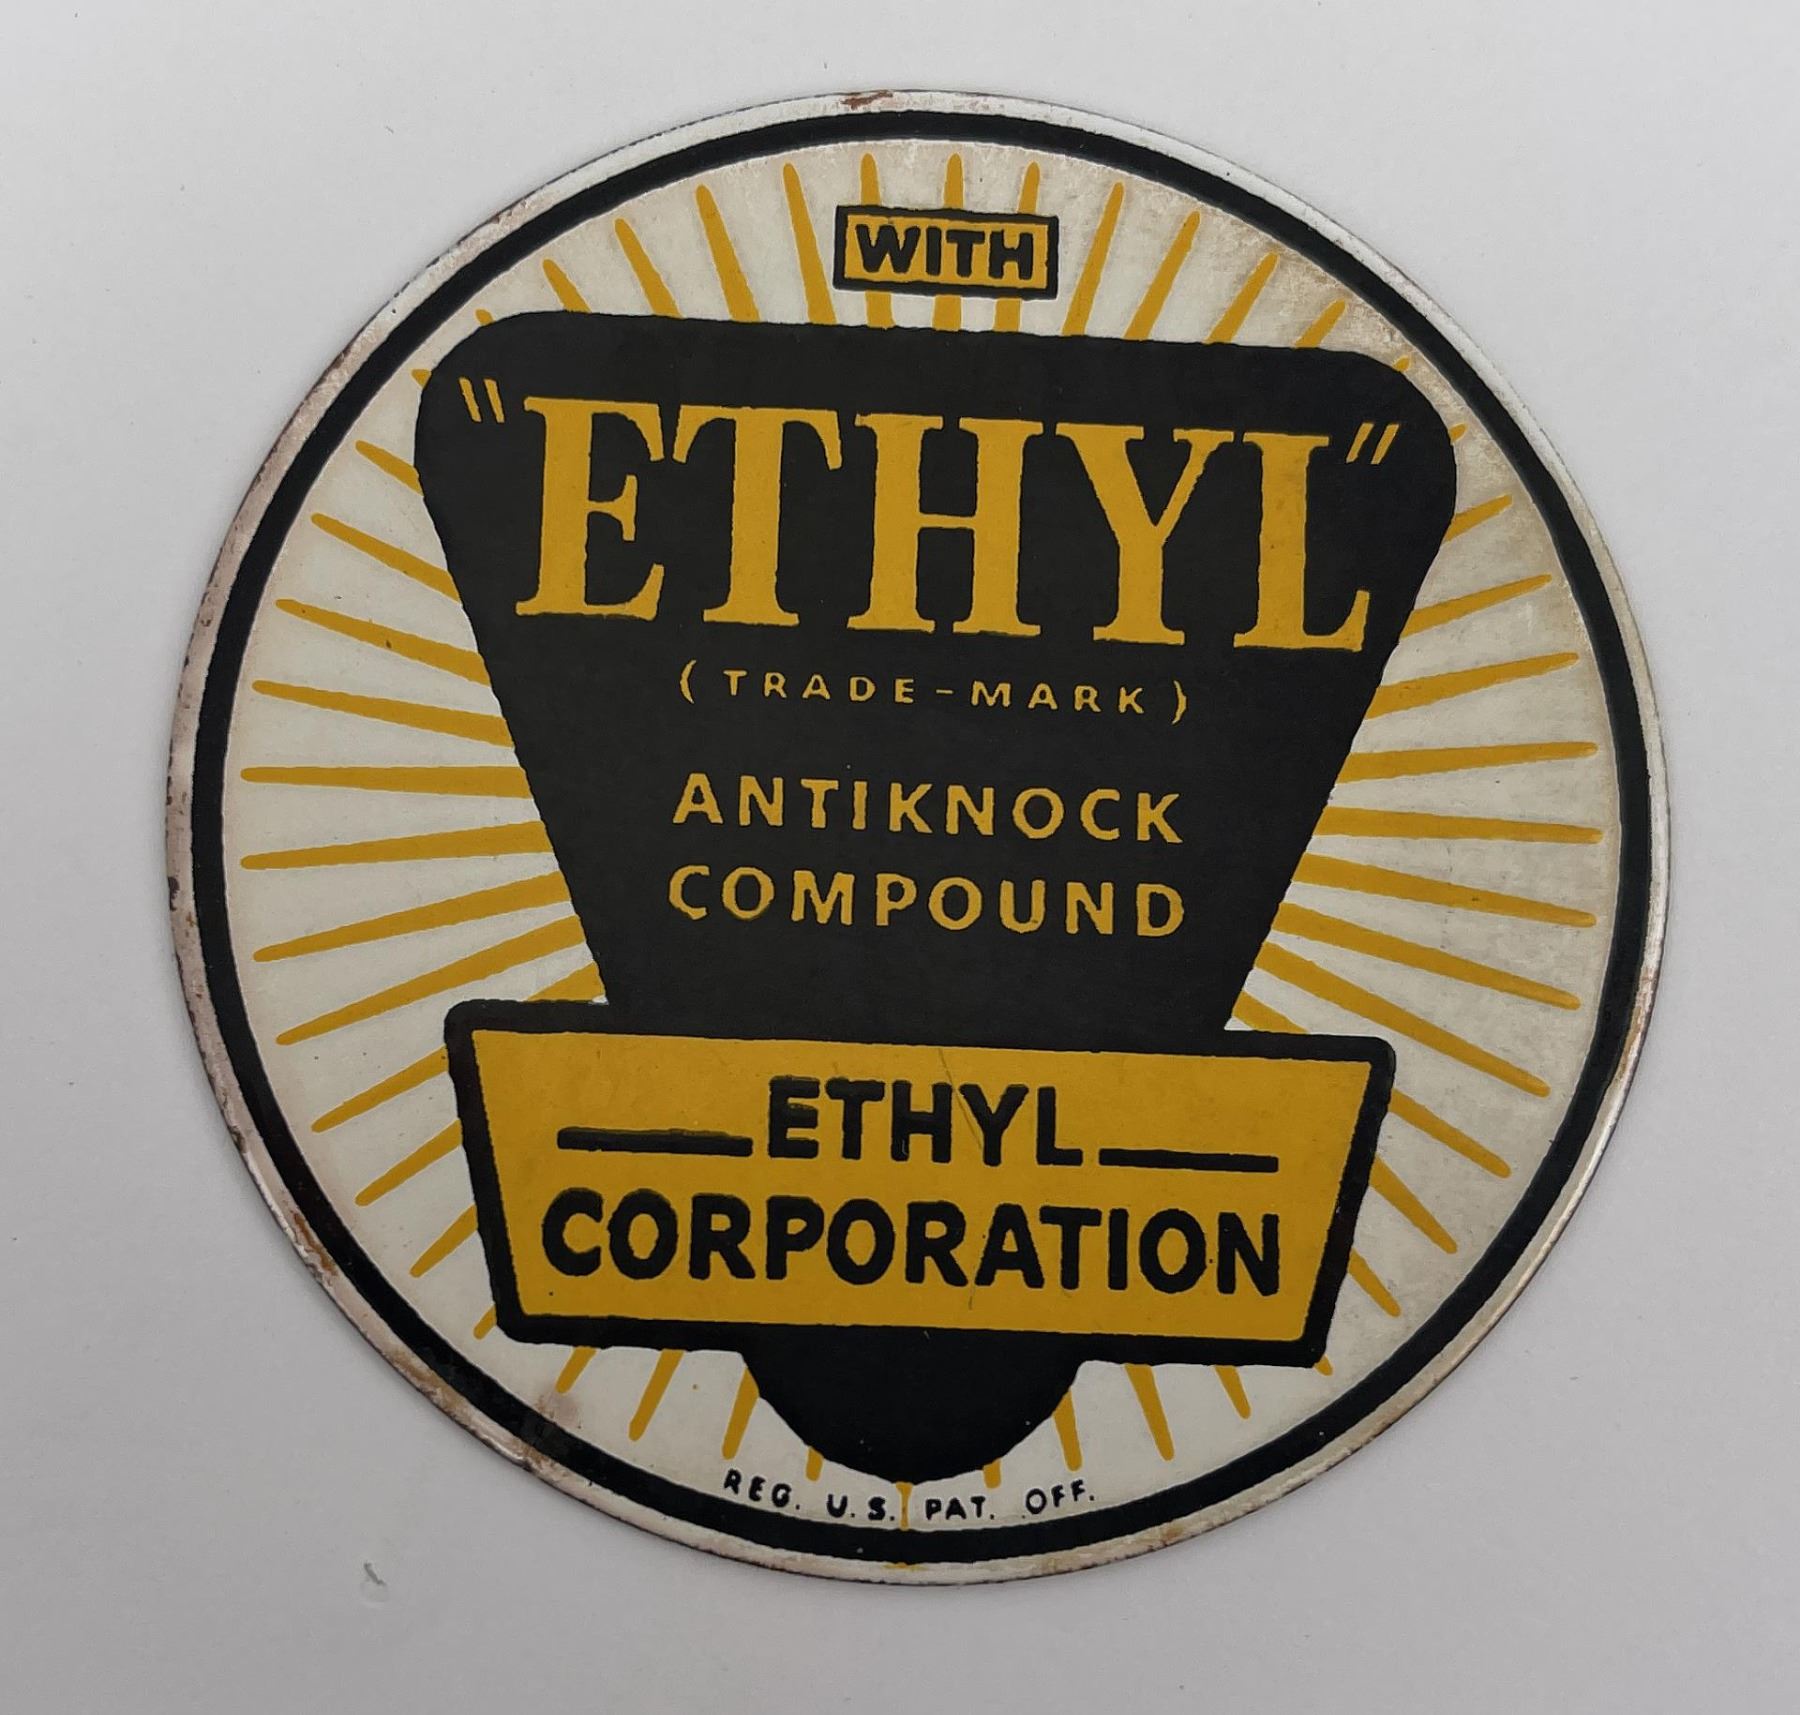 WITH
"ETHYL"
(TRADE-MARK)
ANTIKNOCK
COMPOUND
ETHYL
CORPORATION
REG. U.S. PAT. OFF.